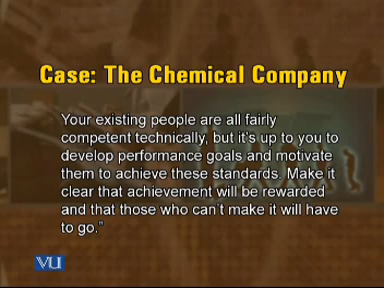 Case: The Chemical Company
Your existing people are all fairly
competent technically, but it's up to you to
develop performance goals and motivate
them to achieve these standards. Make it
clear that achievement will be rewarded
and that those who can't make it will have
to go.”
VU